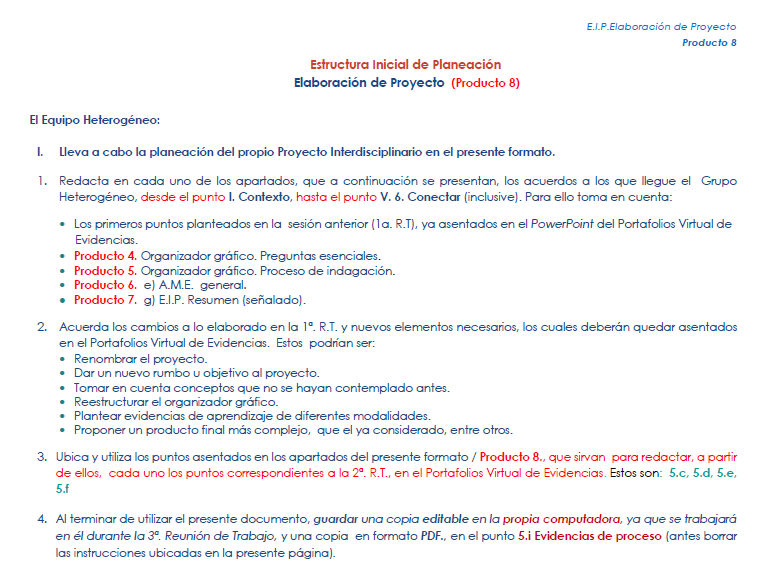 E.I.P.Elaboración de Proyecto
Producto 8
Estructura Inicial de Planeación
Elaboración de Proyecto (Producto 8)
El Equipo Heterogéneo:
I. Lleva a cabo la planeación del propio Proyecto Interdisciplinario en el presente formato.
1. Redacta en cada uno de los apartados, que a continuación se presentan, los acuerdos a los que llegue el Grupo
Heterogéneo, desde el punto I. Contexto, hasta el punto V. 6. Conectar (inclusive). Para ello toma en cuenta:
• Los primeros puntos planteados en la sesión anterior (1a. R.T), ya asentados en el PowerPoint del Portafolios Virtual de
Evidencias.
• Producto 4. Organizador gráfico. Preguntas esenciales.
• Producto 5. Organizador gráfico. Proceso de indagación.
• Producto 6. e) A.M.E. general.
• Producto 7. g) E.I.P. Resumen (señalado).
2. Acuerda los cambios a lo elaborado en la 1ª. R.T. y nuevos elementos necesarios, los cuales deberán quedar asentados
en el Portafolios Virtual de Evidencias. Estos podrían ser:
• Renombrar el proyecto.
• Dar un nuevo rumbo u objetivo al proyecto.
• Tomar en cuenta conceptos que no se hayan contemplado antes.
• Reestructurar el organizador gráfico.
• Plantear evidencias de aprendizaje de diferentes modalidades.
• Proponer un producto final más complejo, que el ya considerado, entre otros.
3. Ubica y utiliza los puntos asentados en los apartados del presente formato / Producto 8., que sirvan para redactar, a partir
de ellos, cada uno los puntos correspondientes a la 2ª. R.T., en el Portafolios Virtual de Evidencias. Estos son: 5.c, 5.d, 5.e,
5.f
4. Al terminar de utilizar el presente documento, guardar una copia editable en la propia computadora, ya que se trabajará
en él durante la 3ª. Reunión de Trabajo, y una copia en formato PDF., en el punto 5.i Evidencias de proceso (antes borrar
las instrucciones ubicadas en la presente página).